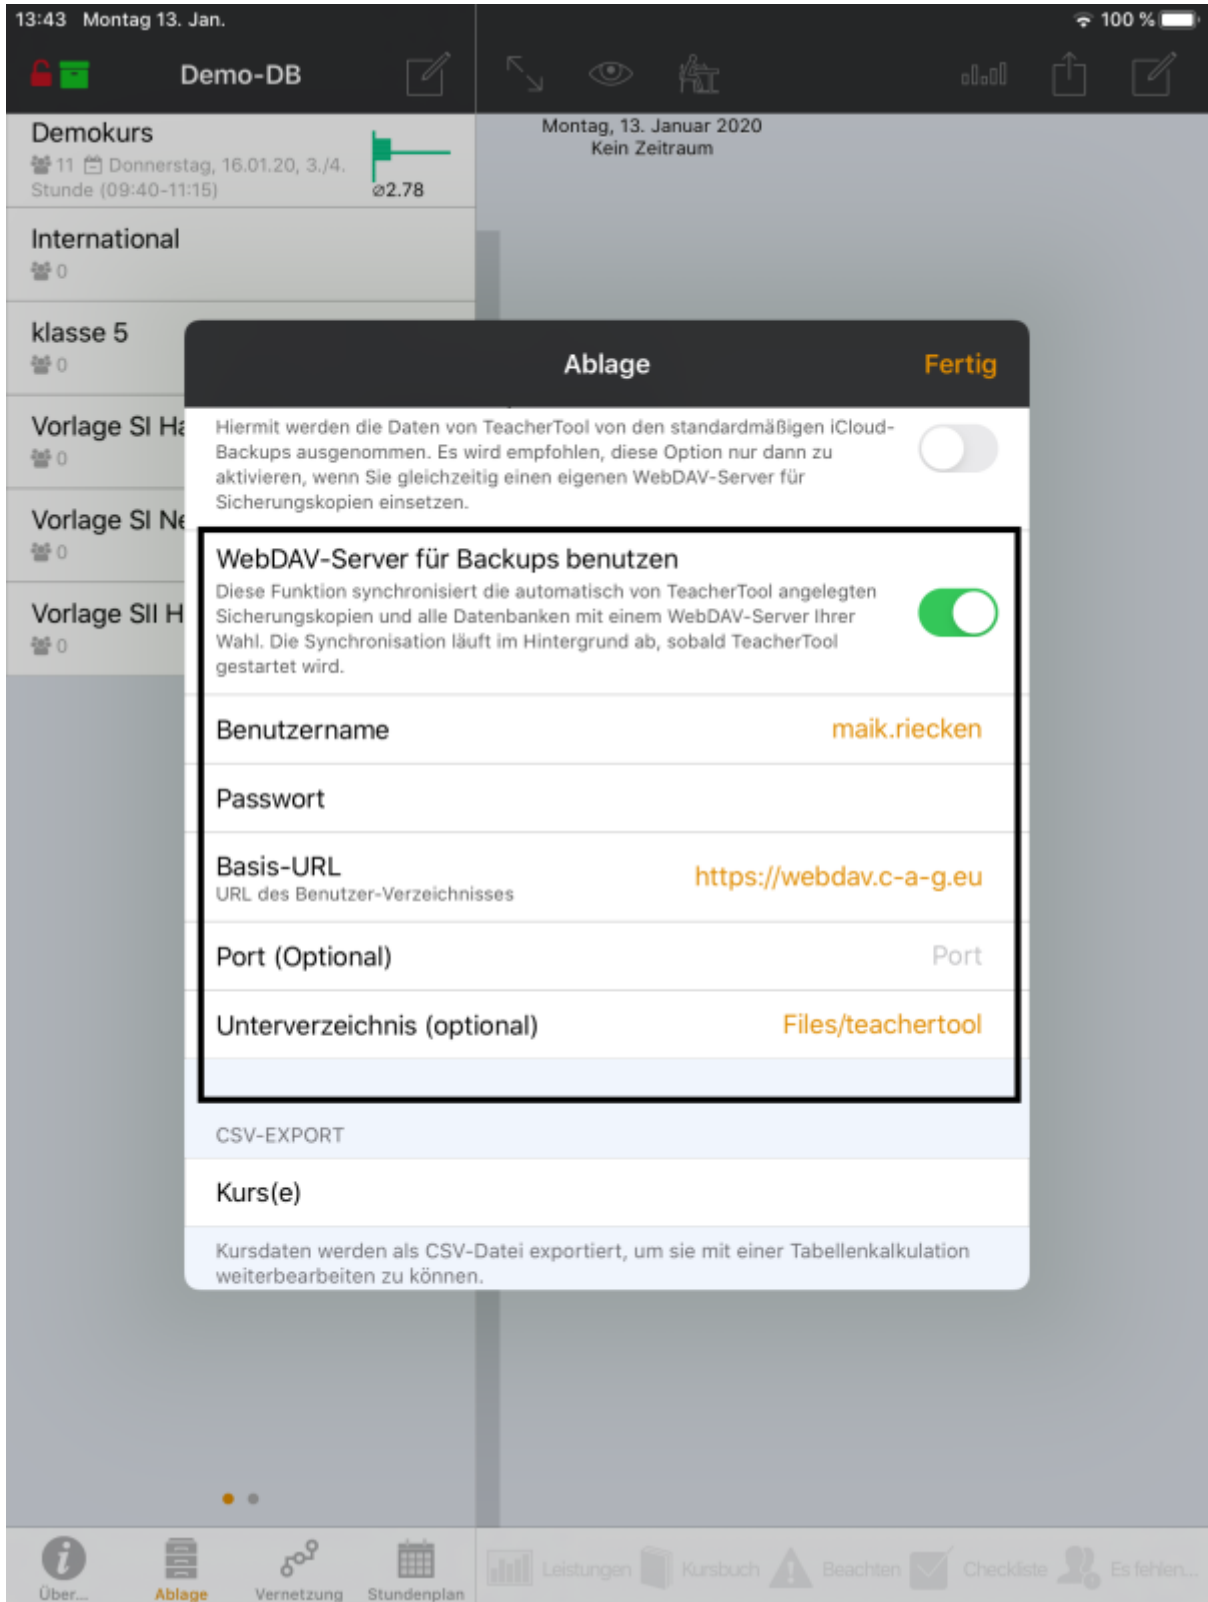 13:43 Montag 13. Jan.
100 %
Demo-DB
Demokurs
11 Donnerstag, 16.01.20, 3./4.
Stunde (09:40-11:15)
⌀2.78
International
0
klasse 5
0
Vorlage SI Ha
0
Vorlage SI Ne
0
Vorlage SII H
0
Montag, 13. Januar 2020
Kein Zeitraum
Ablage
Fertig
Hiermit werden die Daten von TeacherTool von den standardmäßigen iCloud-
Backups ausgenommen. Es wird empfohlen, diese Option nur dann zu
aktivieren, wenn Sie gleichzeitig einen eigenen WebDAV-Server für
Sicherungskopien einsetzen.
WebDAV-Server für Backups benutzen
Diese Funktion synchronisiert die automatisch von TeacherTool angelegten
Sicherungskopien und alle Datenbanken mit einem WebDAV-Server Ihrer
Wahl. Die Synchronisation läuft im Hintergrund ab, sobald TeacherTool
gestartet wird.
Benutzername maik.riecken
Passwort
Basis-URL https://webdav.c-a-g.eu
URL des Benutzer-Verzeichnisses
Port (Optional) Port
Unterverzeichnis (optional) Files/teachertool
CSV-EXPORT
Kurs(e)
Kursdaten werden als CSV-Datei exportiert, um sie mit einer Tabellenkalkulation
weiterbearbeiten zu können.
Über... Ablage Vernetzung Stundenplan
Leistungen Kursbuch Beachten Checkliste Es fehlen...